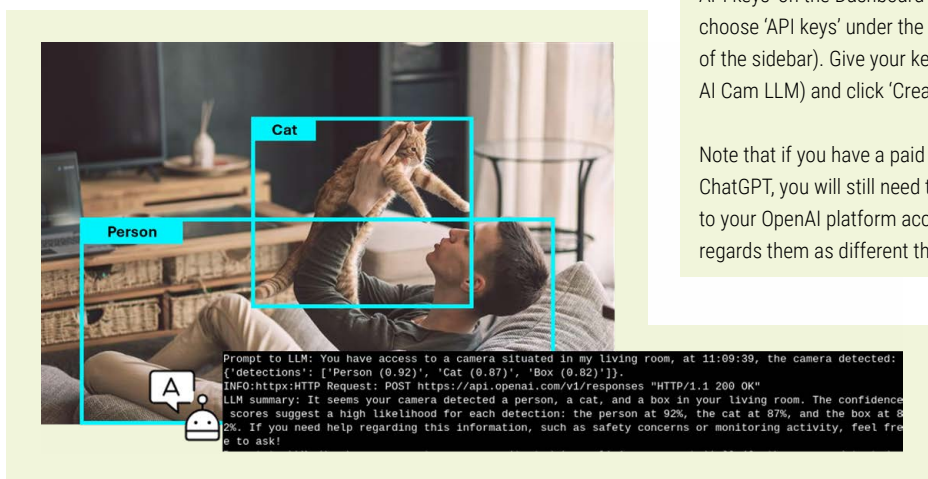 API keys' on the Dashboard
choose 'API keys' under the
of the sidebar). Give your ke
AI Cam LLM) and click 'Crea
Note that if you have a paid
ChatGPT, you will still need t
to your OpenAI platform acc
regards them as different th
Cat
Person
A
Prompt to LLM: You have access to a camera situated in my living room, at 11:09:39, the camera detected:
{'detections': ['Person (0.92)', 'Cat (0.87)', 'Box (0.82)']}.
INFO:httpx:HTTP Request: POST https://api.openai.com/v1/responses "HTTP/1.1 200 OK"
LLM summary: It seems your camera detected a person, a cat, and a box in your living room. The confidence
scores suggest a high likelihood for each detection: the person at 92%, the cat at 87%, and the box at 8
2%. If you need help regarding this information, such as safety concerns or monitoring activity, feel fre
e to ask!